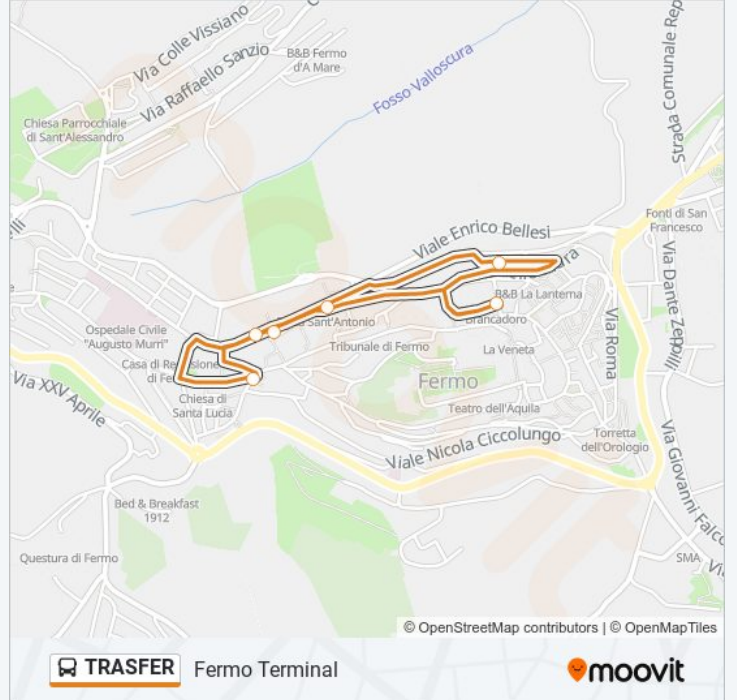 Via Colle Vissiano
Via Raffaello Sanzio
B&B Fermo
d'A Mare
Fosso Valloscura
Strada Comunale Rep
Chiesa Parrocchiale
di Sant'Alessandro
Viale Enrico Bellesi
Fonti di San
Francesco
B&B La Lanterna
Brancadoro
Sant'Antonio
Ospedale Civile
"Augusto Murri"
Tribunale di Fermo
La Veneta
Via Roma
Via Dante Zeppilli
Casa di
Fermo
Chiesa di
Santa Lucia
Via XXV Aprile
Teatro dell'Aquila
Viale Nicola Ciccolungo
Torretta
dell'Orologio
Via Giovanni Falco
Bed & Breakfast
1912
Questura di Fermo
SMA
© OpenStreetMap contributors | © OpenMapTiles
TRASFER
Fermo Terminal
moovit